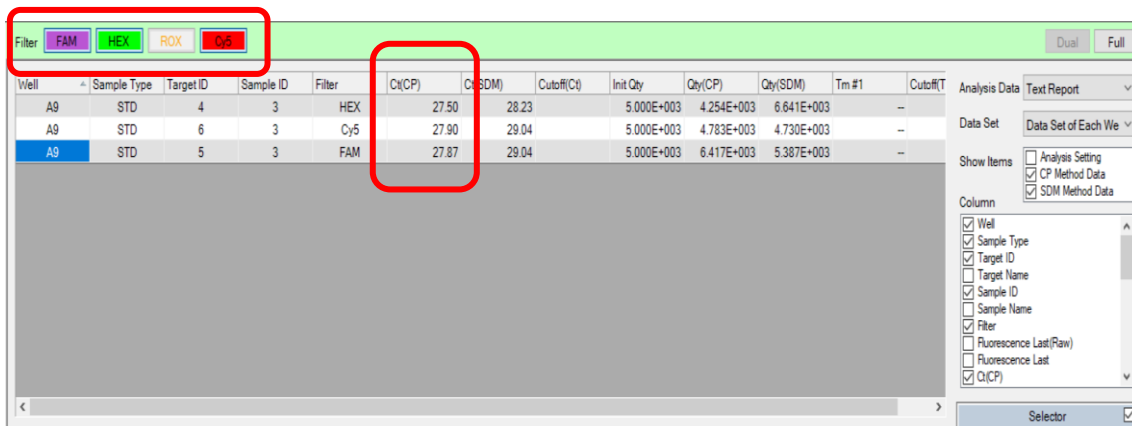 Filter FAM HEX ROX Cy5 Dual Full
Well Sample Type Target ID Sample ID Filter Ct(CP) Ct(SDM) Cutoff(Ct) Init Qty Qty(CP) Qty(SDM) Tm #1 Cutoff(T
A9 STD 4 3 HEX 27.50 28.23 5.000E+003 4.254E+003 6.641E+003 --
A9 STD 6 3 Cy5 27.90 29.04 5.000E+003 4.783E+003 4.730E+003 --
A9 STD 5 3 FAM 27.87 29.04 5.000E+003 6.417E+003 5.387E+003 --
Analysis Data Text Report
Data Set Data Set of Each We
Show Items
Analysis Setting
CP Method Data
SDM Method Data
Column
Well
Sample Type
Target ID
Target Name
Sample ID
Sample Name
Filter
Fluorescence Last(Raw)
Fluorescence Last
Ct(CP)
Selector